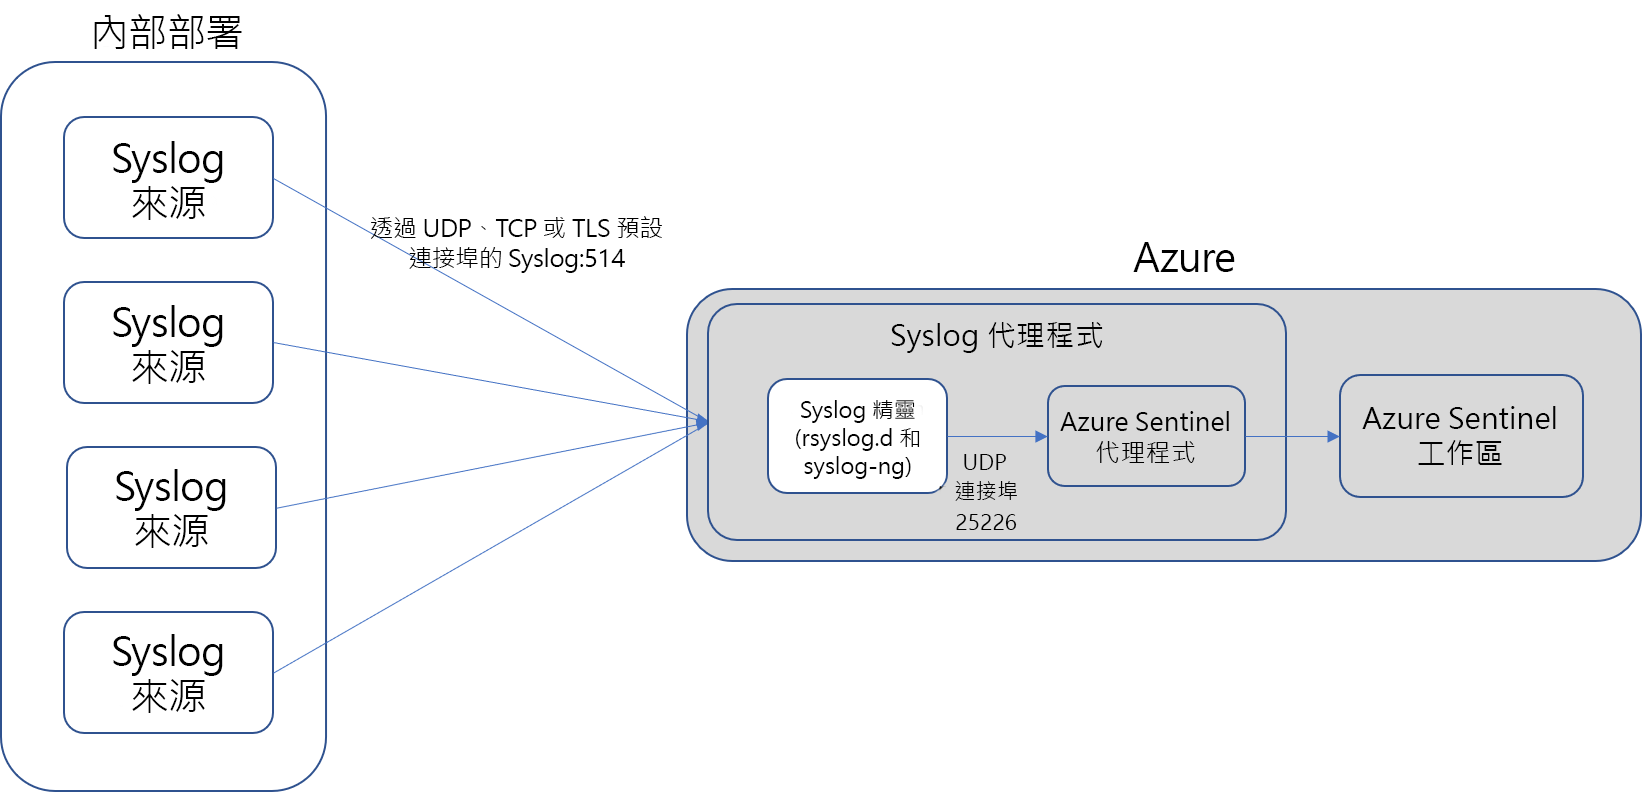 內部部署
Syslog
來源
Syslog
來源
Syslog
來源
Syslog
來源
透過 UDP、TCP 或 TLS 預設
連接埠的 Syslog:514
Azure
Syslog 代理程式
Syslog 精靈
(rsyslog.d 和
syslog-ng)
UDP
連接埠
25226
Azure Sentinel
代理程式
Azure Sentinel
工作區